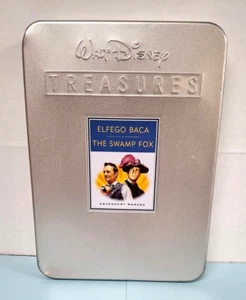 WALT DISNEY
TREASURES
ELFEGO BACA
THE SWAMP FOX
LEGENDARY HEROES